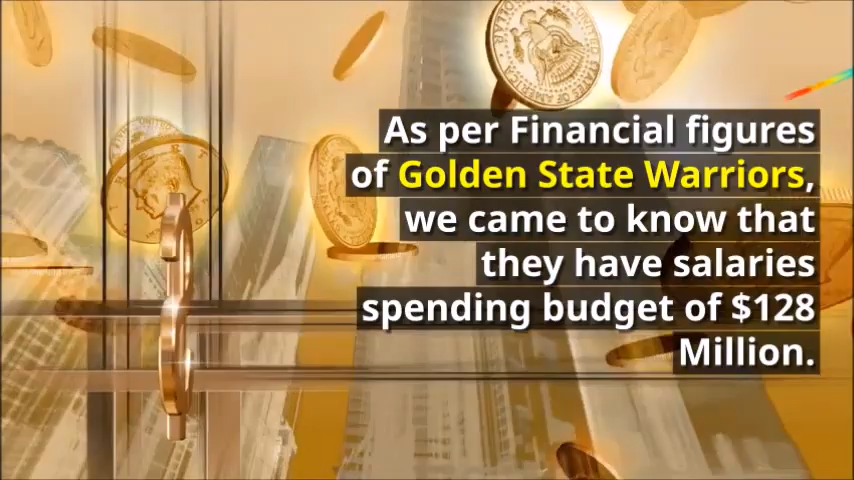 As per Financial figures
of Golden State Warriors,
we came to know that
they have salaries
spending budget of $128
Million.